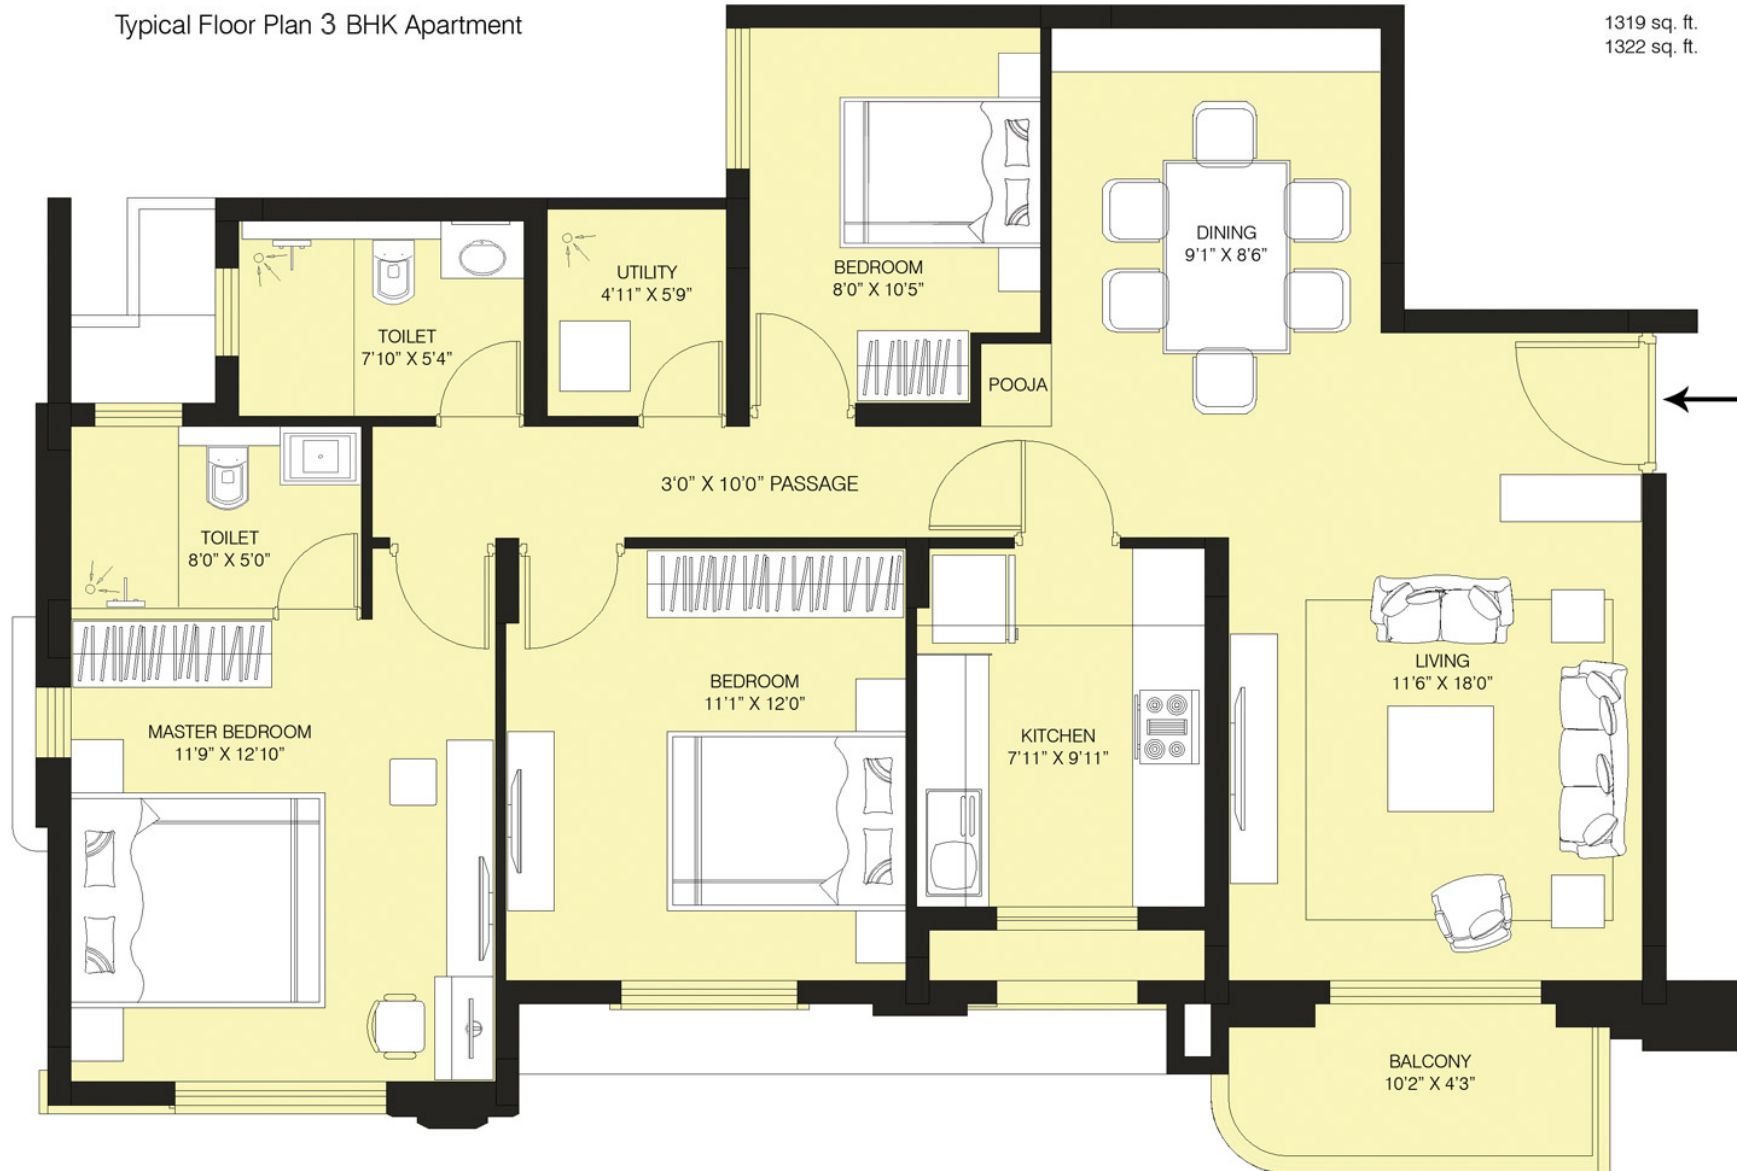 Typical Floor Plan 3 BHK Apartment
1319 sq. ft.
1322 sq. ft.
DINING
9'1" X 8'6"
BEDROOM
8'0" X 10'5"
UTILITY
4'11" X 5'9"
TOILET
7'10" X 5'4"
POOJA
3'0" X 10'0" PASSAGE
TOILET
8'0" X 5'0"
LIVING
11'6" X 18'0"
BEDROOM
11'1" X 12'0"
MASTER BEDROOM
11'9" X 12'10"
KITCHEN
7'11" X 9'11"
BALCONY
10'2" X 4'3"